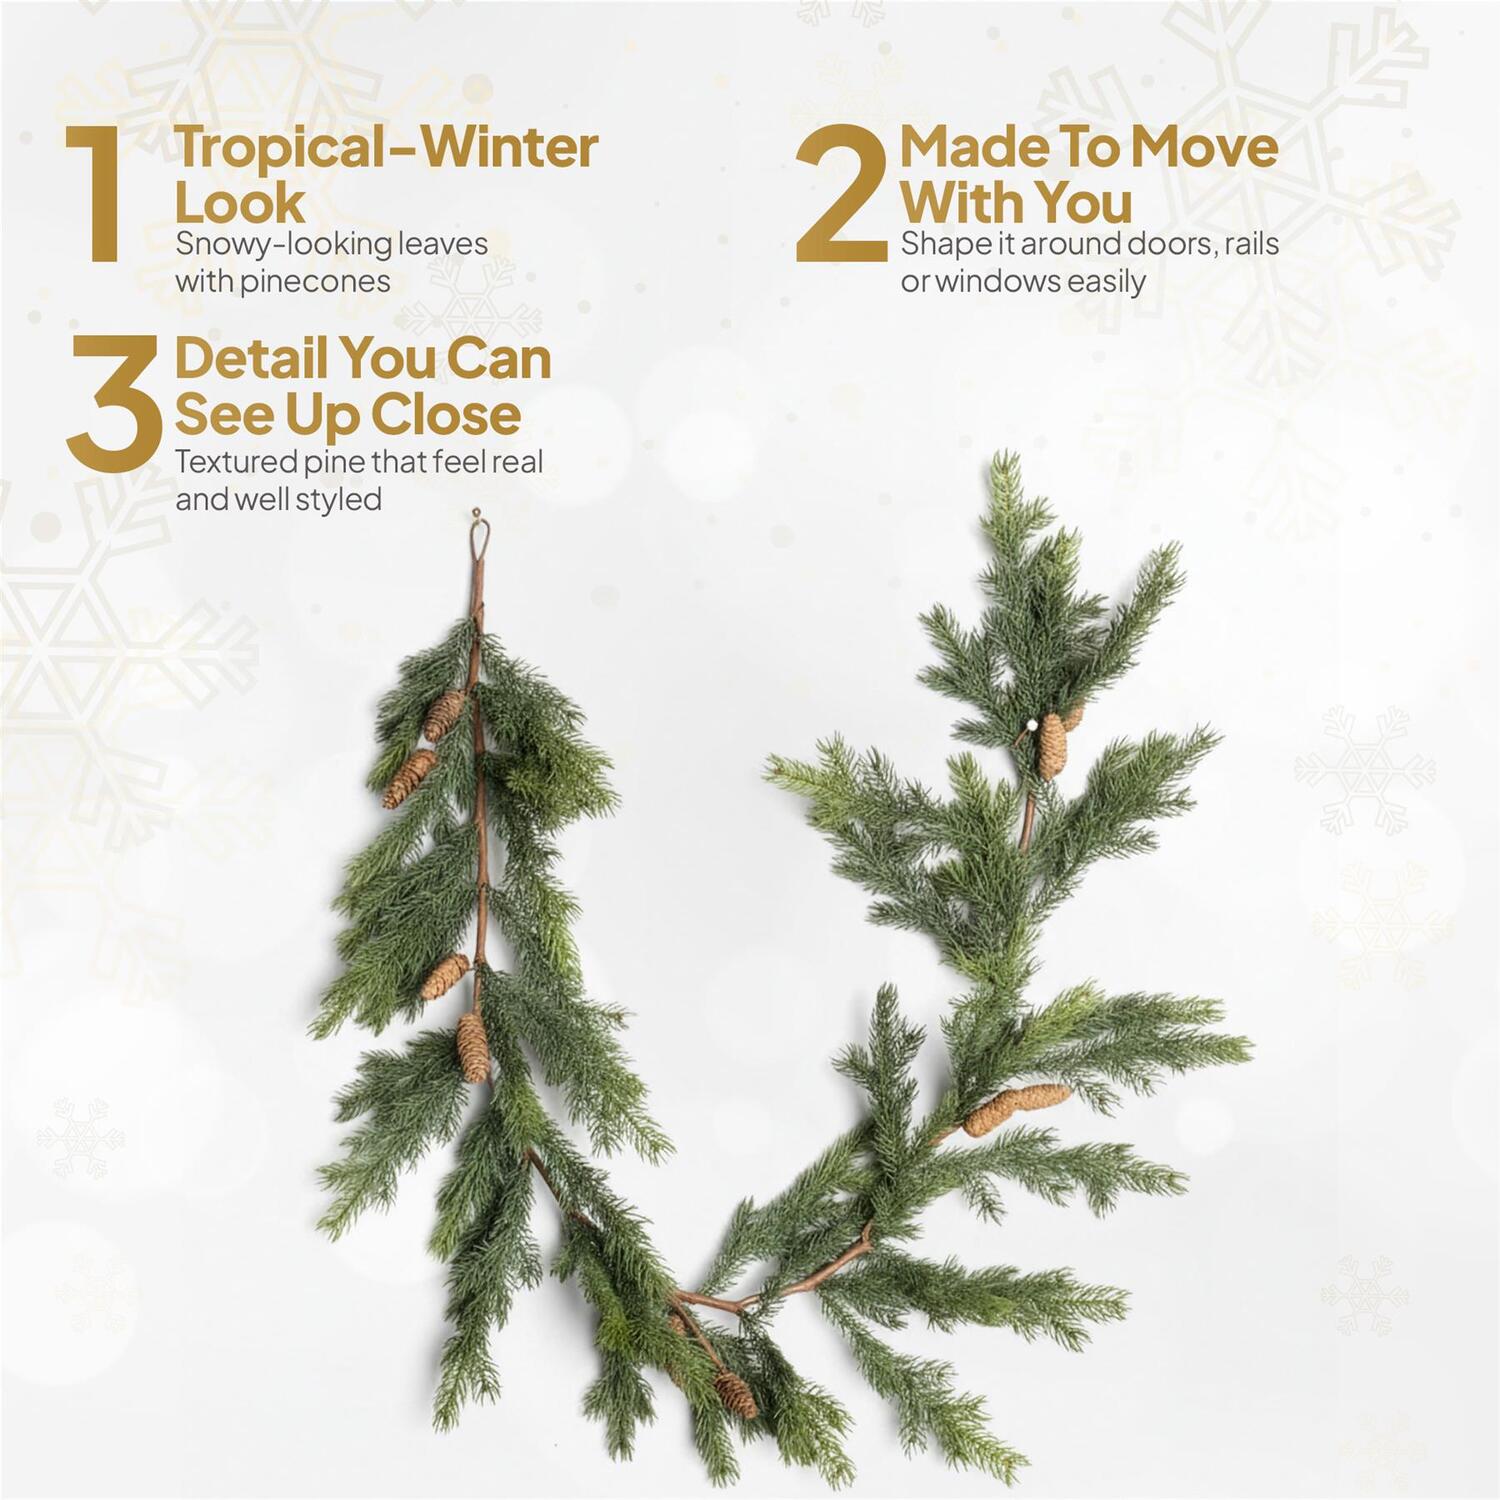 1
Tropical-Winter
Look
Snowy-looking leaves
with pinecones
2
Made To Move
With You
Shape it around doors, rails
or windows easily
3
Detail You Can
See Up Close
Textured pine that feel real
and well styled